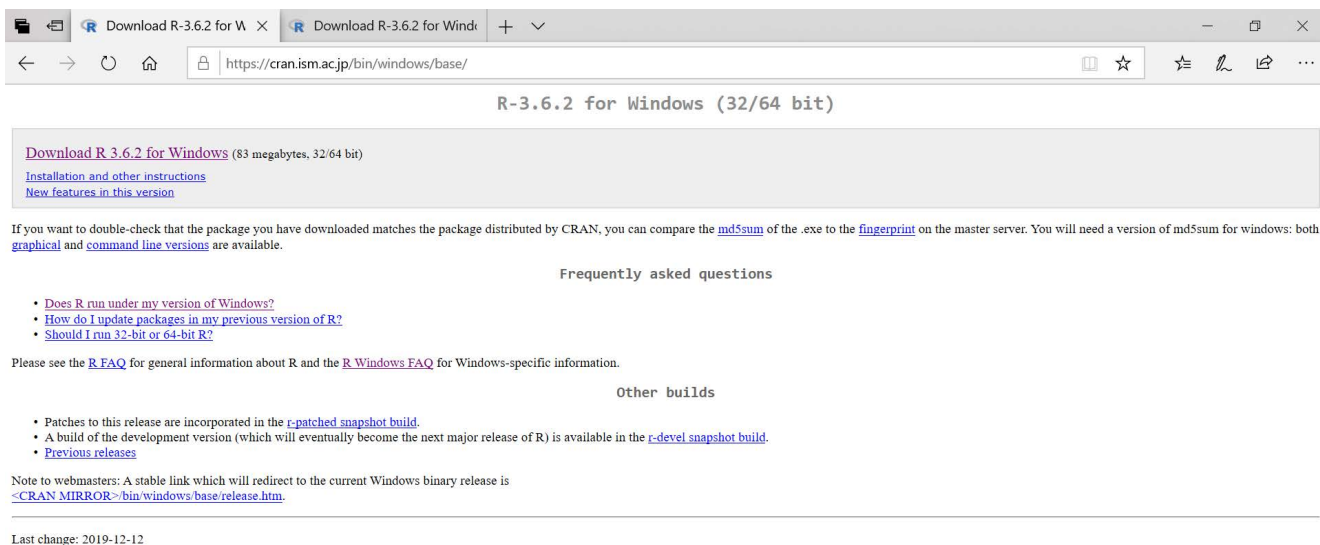 Download R-3.6.2 for W
Download R-3.6.2 for Wind
https://cran.ism.ac.jp/bin/windows/base/
R-3.6.2 for Windows (32/64 bit)
Download R 3.6.2 for Windows (83 megabytes, 32/64 bit)
Installation and other instructions
New features in this version
If you want to double-check that the package you have downloaded matches the package distributed by CRAN, you can compare the md5sum of the .exe to the fingerprint on the master server. You will need a version of md5sum for windows: both
graphical and command line versions are available.
Frequently asked questions
• Does R run under my version of Windows?
• How do I update packages in my previous version of R?
• Should I run 32-bit or 64-bit R?
Please see the R FAQ for general information about R and the R Windows FAQ for Windows-specific information.
Other builds
• Patches to this release are incorporated in the r-patched snapshot build.
• A build of the development version (which will eventually become the next major release of R) is available in the r-devel snapshot build.
• Previous releases
Note to webmasters: A stable link which will redirect to the current Windows binary release is
<CRAN MIRROR>/bin/windows/base/release.htm.
Last change: 2019-12-12